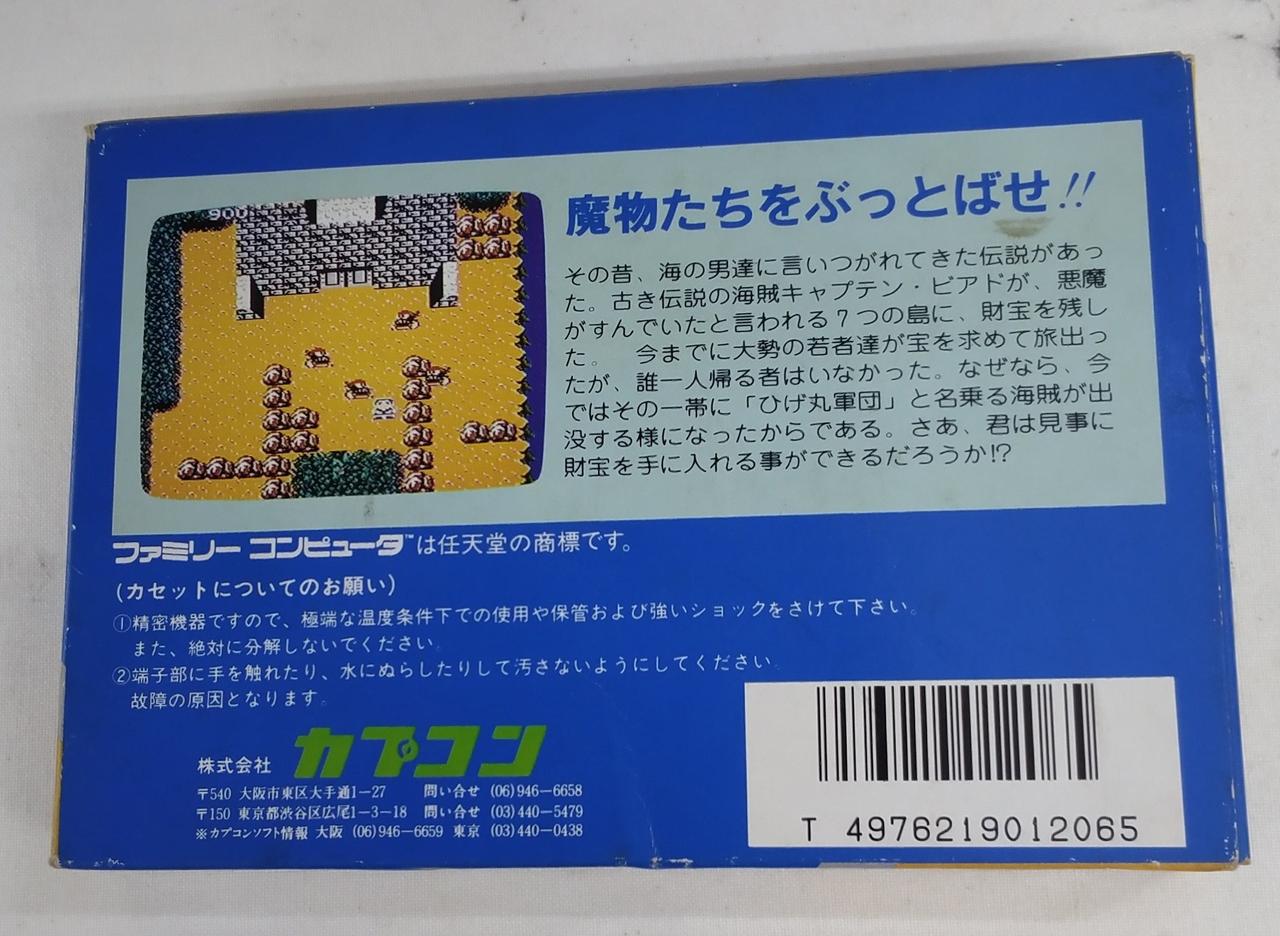 900
魔物たちをぶっとばせ!!
その昔、海の男達に言いつがれてきた伝説があっ
た。古き伝説の海賊キャプテン・ビアドが、悪魔
がすんでいたと言われる7つの島に、財宝を残し
た。 今までに大勢の若者達が宝を求めて旅出っ
たが、誰一人帰る者はいなかった。なぜなら、今
ではその一帯に「ひげ丸軍団」と名乗る海賊が出
没する様になったからである。さあ、君は見事に
財宝を手に入れる事ができるだろうか!?
ファミリー コンピュータ™は任天堂の商標です。
(カセットについてのお願い)
①精密機器ですので、極端な温度条件下での使用や保管および強いショックをさけて下さい。
また、絶対に分解しないでください。
②端子部に手を触れたり、水にぬらしたりして汚さないようにしてください。
故障の原因となります。
株式会社 カプコン
〒540 大阪市東区大手通1-27 問い合せ (06)946-6658
〒150 東京都渋谷区広尾1-3-18 問い合せ (03)440-5479
※カプコンソフト情報 大阪 (06)946-6659 東京 (03)440-0438
T 4976219012065